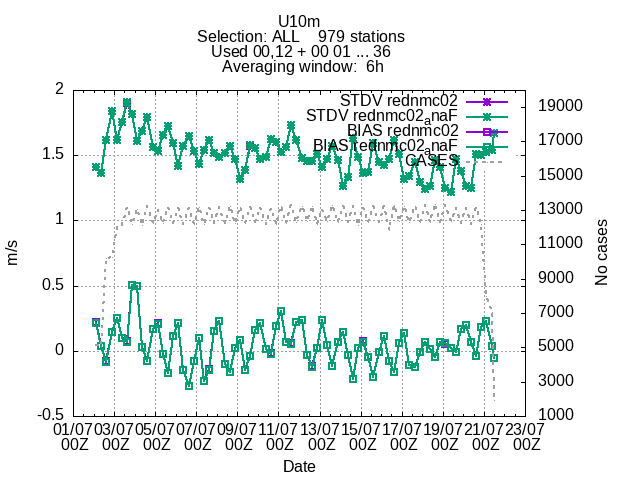 U10m
Selection: ALL    979 stations
Used 00,12 + 00 01 ... 36
Averaging window:  6h
STDV rednmc02
STDV rednmc02anaF
BIAS rednmc02
BIAS rednmc02anaF
CASES
2
1.5
1
0.5
0
-0.5
m/s
19000
17000
15000
13000
11000
9000
7000
5000
3000
1000
No cases
01/07 03/07 05/07 07/07 09/07 11/07 13/07 15/07 17/07 19/07 21/07 23/07
00Z 00Z 00Z 00Z 00Z 00Z 00Z 00Z 00Z 00Z 00Z 00Z
Date